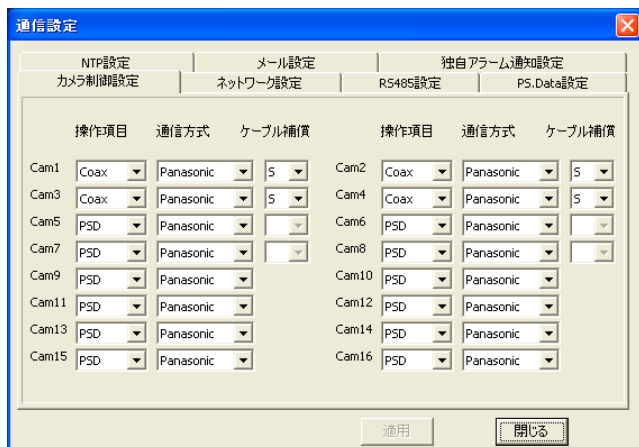 通信設定
NTP設定 メール設定 独自アラーム通知設定
カメラ制御設定 ネットワーク設定 RS485設定 PS.Data設定
操作項目 通信方式 ケーブル補償 操作項目 通信方式 ケーブル補償
Cam1 Coax Panasonic S Cam2 Coax Panasonic S
Cam3 Coax Panasonic S Cam4 Coax Panasonic S
Cam5 PSD Panasonic Cam6 PSD Panasonic
Cam7 PSD Panasonic Cam8 PSD Panasonic
Cam9 PSD Panasonic Cam10 PSD Panasonic
Cam11 PSD Panasonic Cam12 PSD Panasonic
Cam13 PSD Panasonic Cam14 PSD Panasonic
Cam15 PSD Panasonic Cam16 PSD Panasonic
適用 閉じる